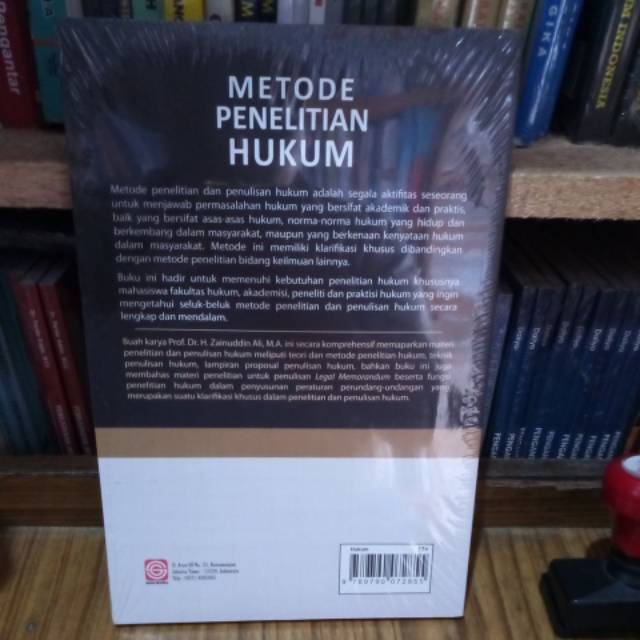 Pengantar
GIKA
INDONESIA
METODE
PENELITIAN
HUKUM
Metode penelitian dan penulisan hukum adalah segala aktifitas seseorang
untuk menjawab permasalahan hukum yang bersifat akademik dan praktis,
baik yang bersifat asas-asas hukum, norma-norma hukum yang hidup dan
berkembang dalam masyarakat, maupun yang berkenaan kenyataan hukum
dalam masyarakat. Metode ini memiliki klarifikasi khusus dibandingkan
dengan metode penelitian bidang keilmuan lainnya.
Buku ini hadir untuk memenuhi kebutuhan penelitian hukum khususnya
mahasiswa fakultas hukum, akademisi, peneliti dan praktisi hukum yang ingin
mengetahui seluk-beluk metode penelitian dan penulisan hukum secara
lengkap dan mendalam.
Buah karya Prof. Dr. H. Zainuddin Ali, M.A. ini secara komprehensif memaparkan materi
penelitian dan penulisan hukum meliputi teori dan metode penelitian hukum, teknik
penulisan hukum, lampiran proposal penulisan hukum, bahkan buku ini juga
membahas materi penelitian untuk penulisan Legal Memorandum beserta fungsi
penelitian hukum dalam penyusunan peraturan perundang-undangan yang
merupakan suatu klarifikasi khusus dalam penelitian dan penulisan hukum.
Hukum
9 789790 072855